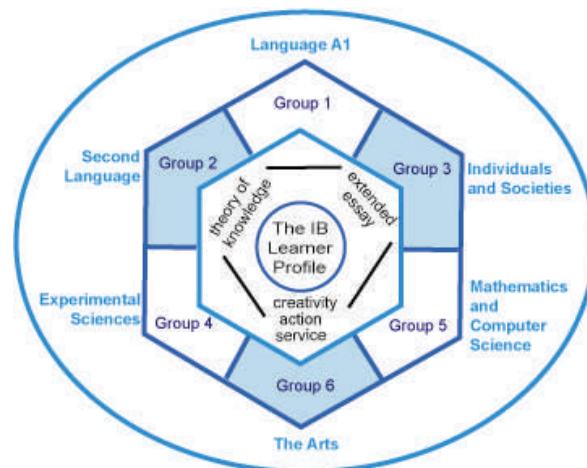 Language A1
Group 1
Second
Language
Group 2
Group 3
Individuals
and Societies
theory of
knowledge
extended
essay
The IB
Learner
Profile
creativity
action
service
Experimental
Sciences
Group 4
Group 5
Mathematics
and
Computer
Science
Group 6
The Arts